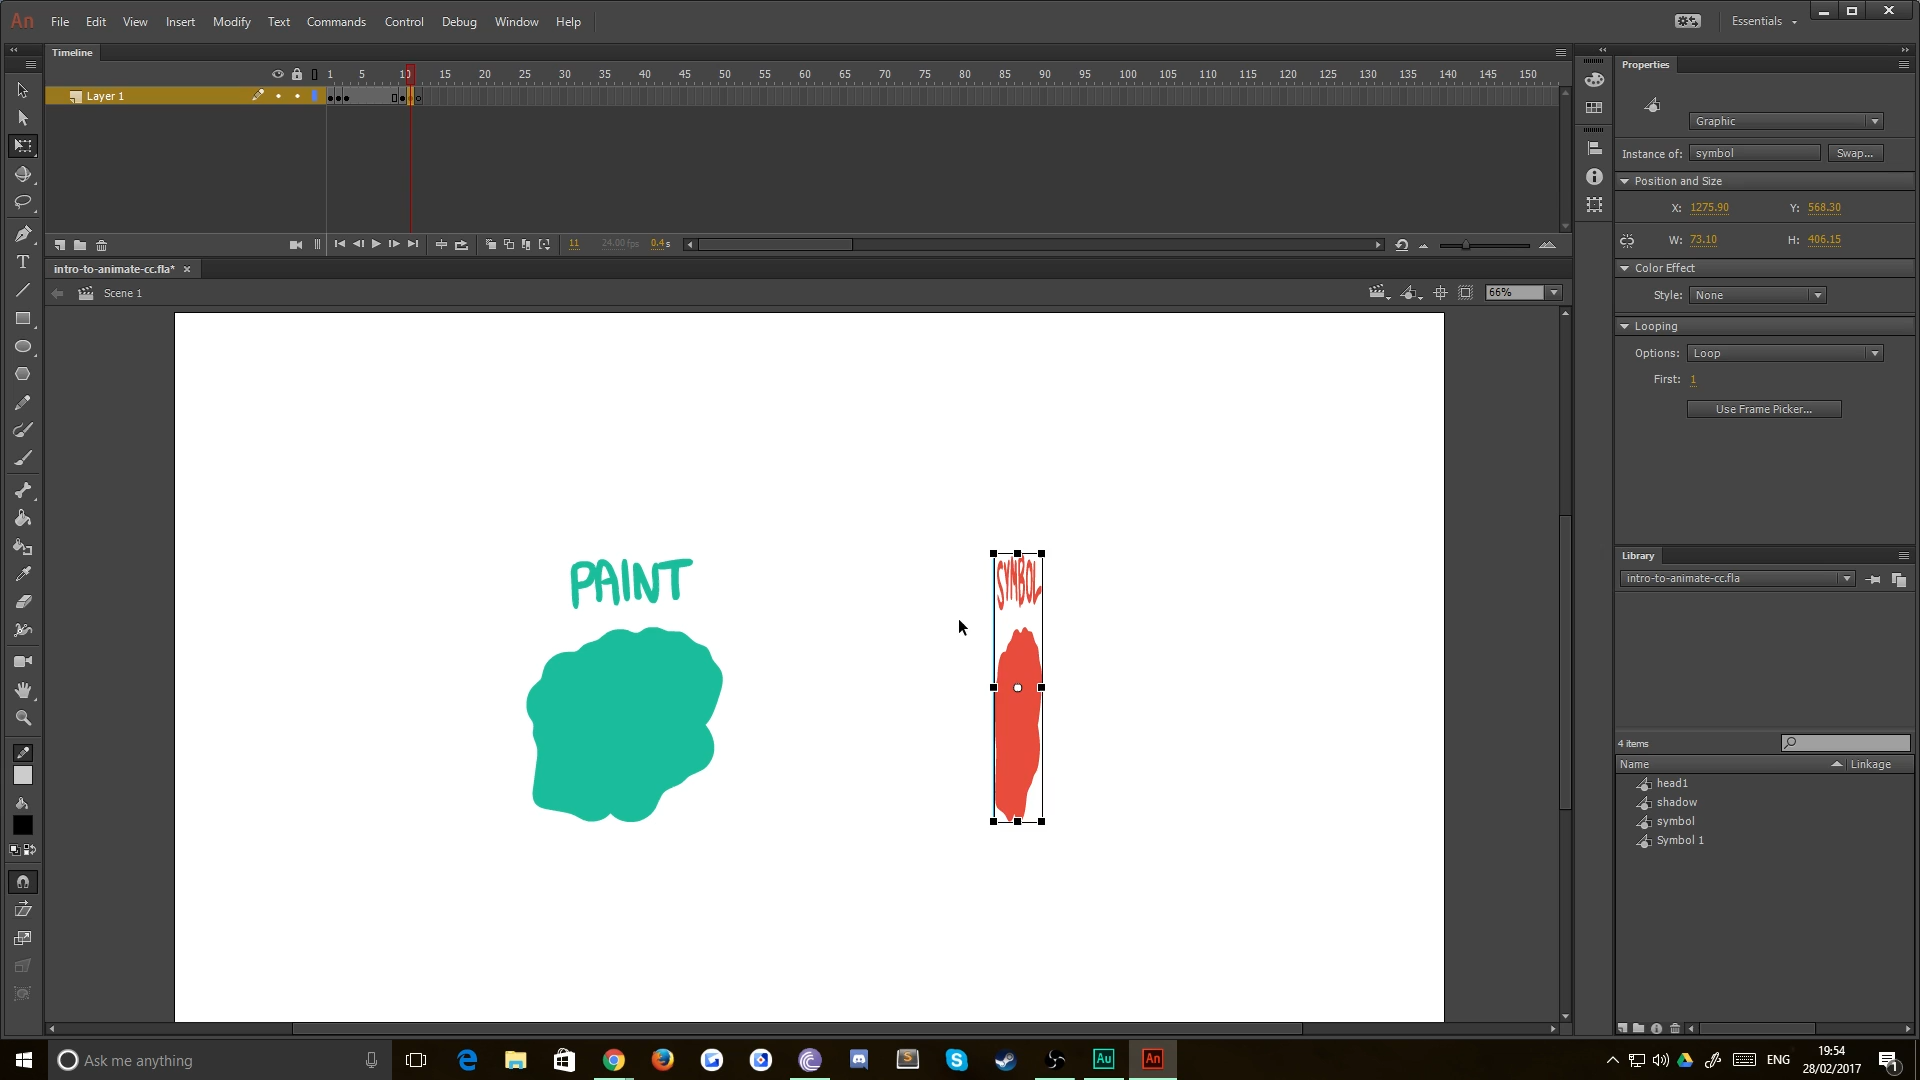 An File Edit View Insert Modify Text Commands Control Debug Window Help Essentials
Timeline
1 5 10 15 20 25 30 35 40 45 50 55 60 65 70 75 80 85 90 95 100 105 110 115 120 125 130 135 140 145 150
Layer 1
11 24.00 fps 0.4 s
intro-to-animate-cc.fla*
Scene 1
66%
PAINT
SYMBOL
Properties
Graphic
Instance of: symbol Swap...
Position and Size
X: 1275.90 Y: 568.30
W: 73.10 H: 406.15
Color Effect
Style: None
Looping
Options: Loop
First: 1
Use Frame Picker...
Library
intro-to-animate-cc.fla
4 items
Name Linkage
head1
shadow
symbol
Symbol 1
Ask me anything
Au An
ENG
19:54
28/02/2017
1